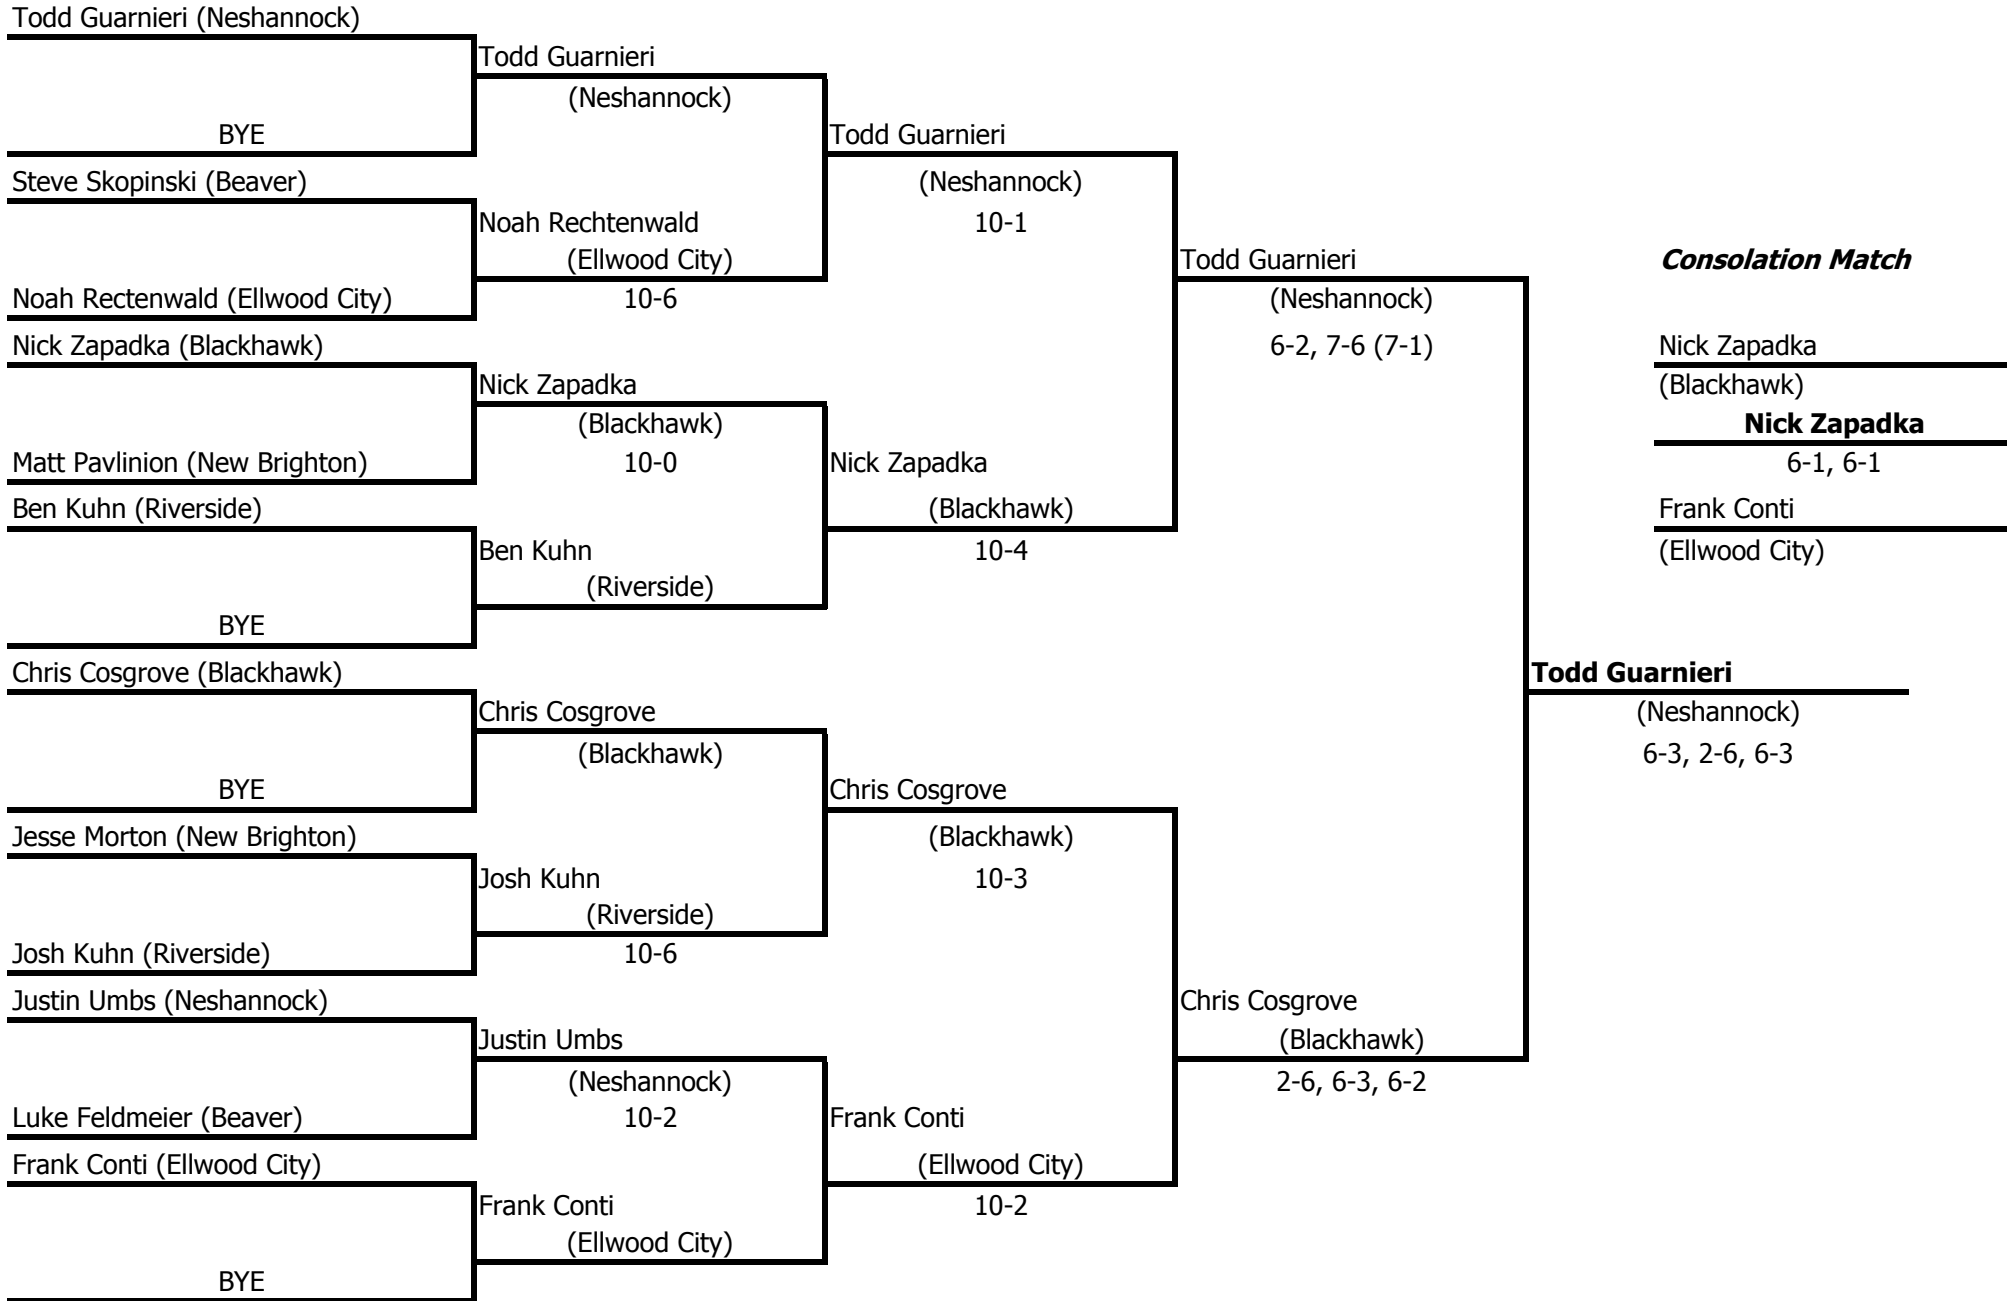 Todd Guarnieri (Neshannock)
Todd Guarnieri
(Neshannock)
BYE
Todd Guarnieri
Steve Skopinski (Beaver)
(Neshannock)
Noah Rechtenwald
10-1
(Ellwood City)
Todd Guarnieri
Consolation Match
Noah Rectenwald (Ellwood City)
10-6
(Neshannock)
Nick Zapadka (Blackhawk)
6-2, 7-6 (7-1)
Nick Zapadka
Nick Zapadka
(Blackhawk)
(Blackhawk)
Nick Zapadka
Matt Pavlinion (New Brighton)
10-0
Nick Zapadka
6-1, 6-1
Ben Kuhn (Riverside)
(Blackhawk)
Frank Conti
Ben Kuhn
10-4
(Ellwood City)
(Riverside)
BYE
Chris Cosgrove (Blackhawk)
Todd Guarnieri
Chris Cosgrove
(Neshannock)
(Blackhawk)
6-3, 2-6, 6-3
BYE
Chris Cosgrove
Jesse Morton (New Brighton)
(Blackhawk)
Josh Kuhn
10-3
(Riverside)
Josh Kuhn (Riverside)
10-6
Justin Umbs (Neshannock)
Chris Cosgrove
Justin Umbs
(Blackhawk)
(Neshannock)
2-6, 6-3, 6-2
Luke Feldmeier (Beaver)
10-2
Frank Conti
Frank Conti (Ellwood City)
(Ellwood City)
Frank Conti
10-2
(Ellwood City)
BYE